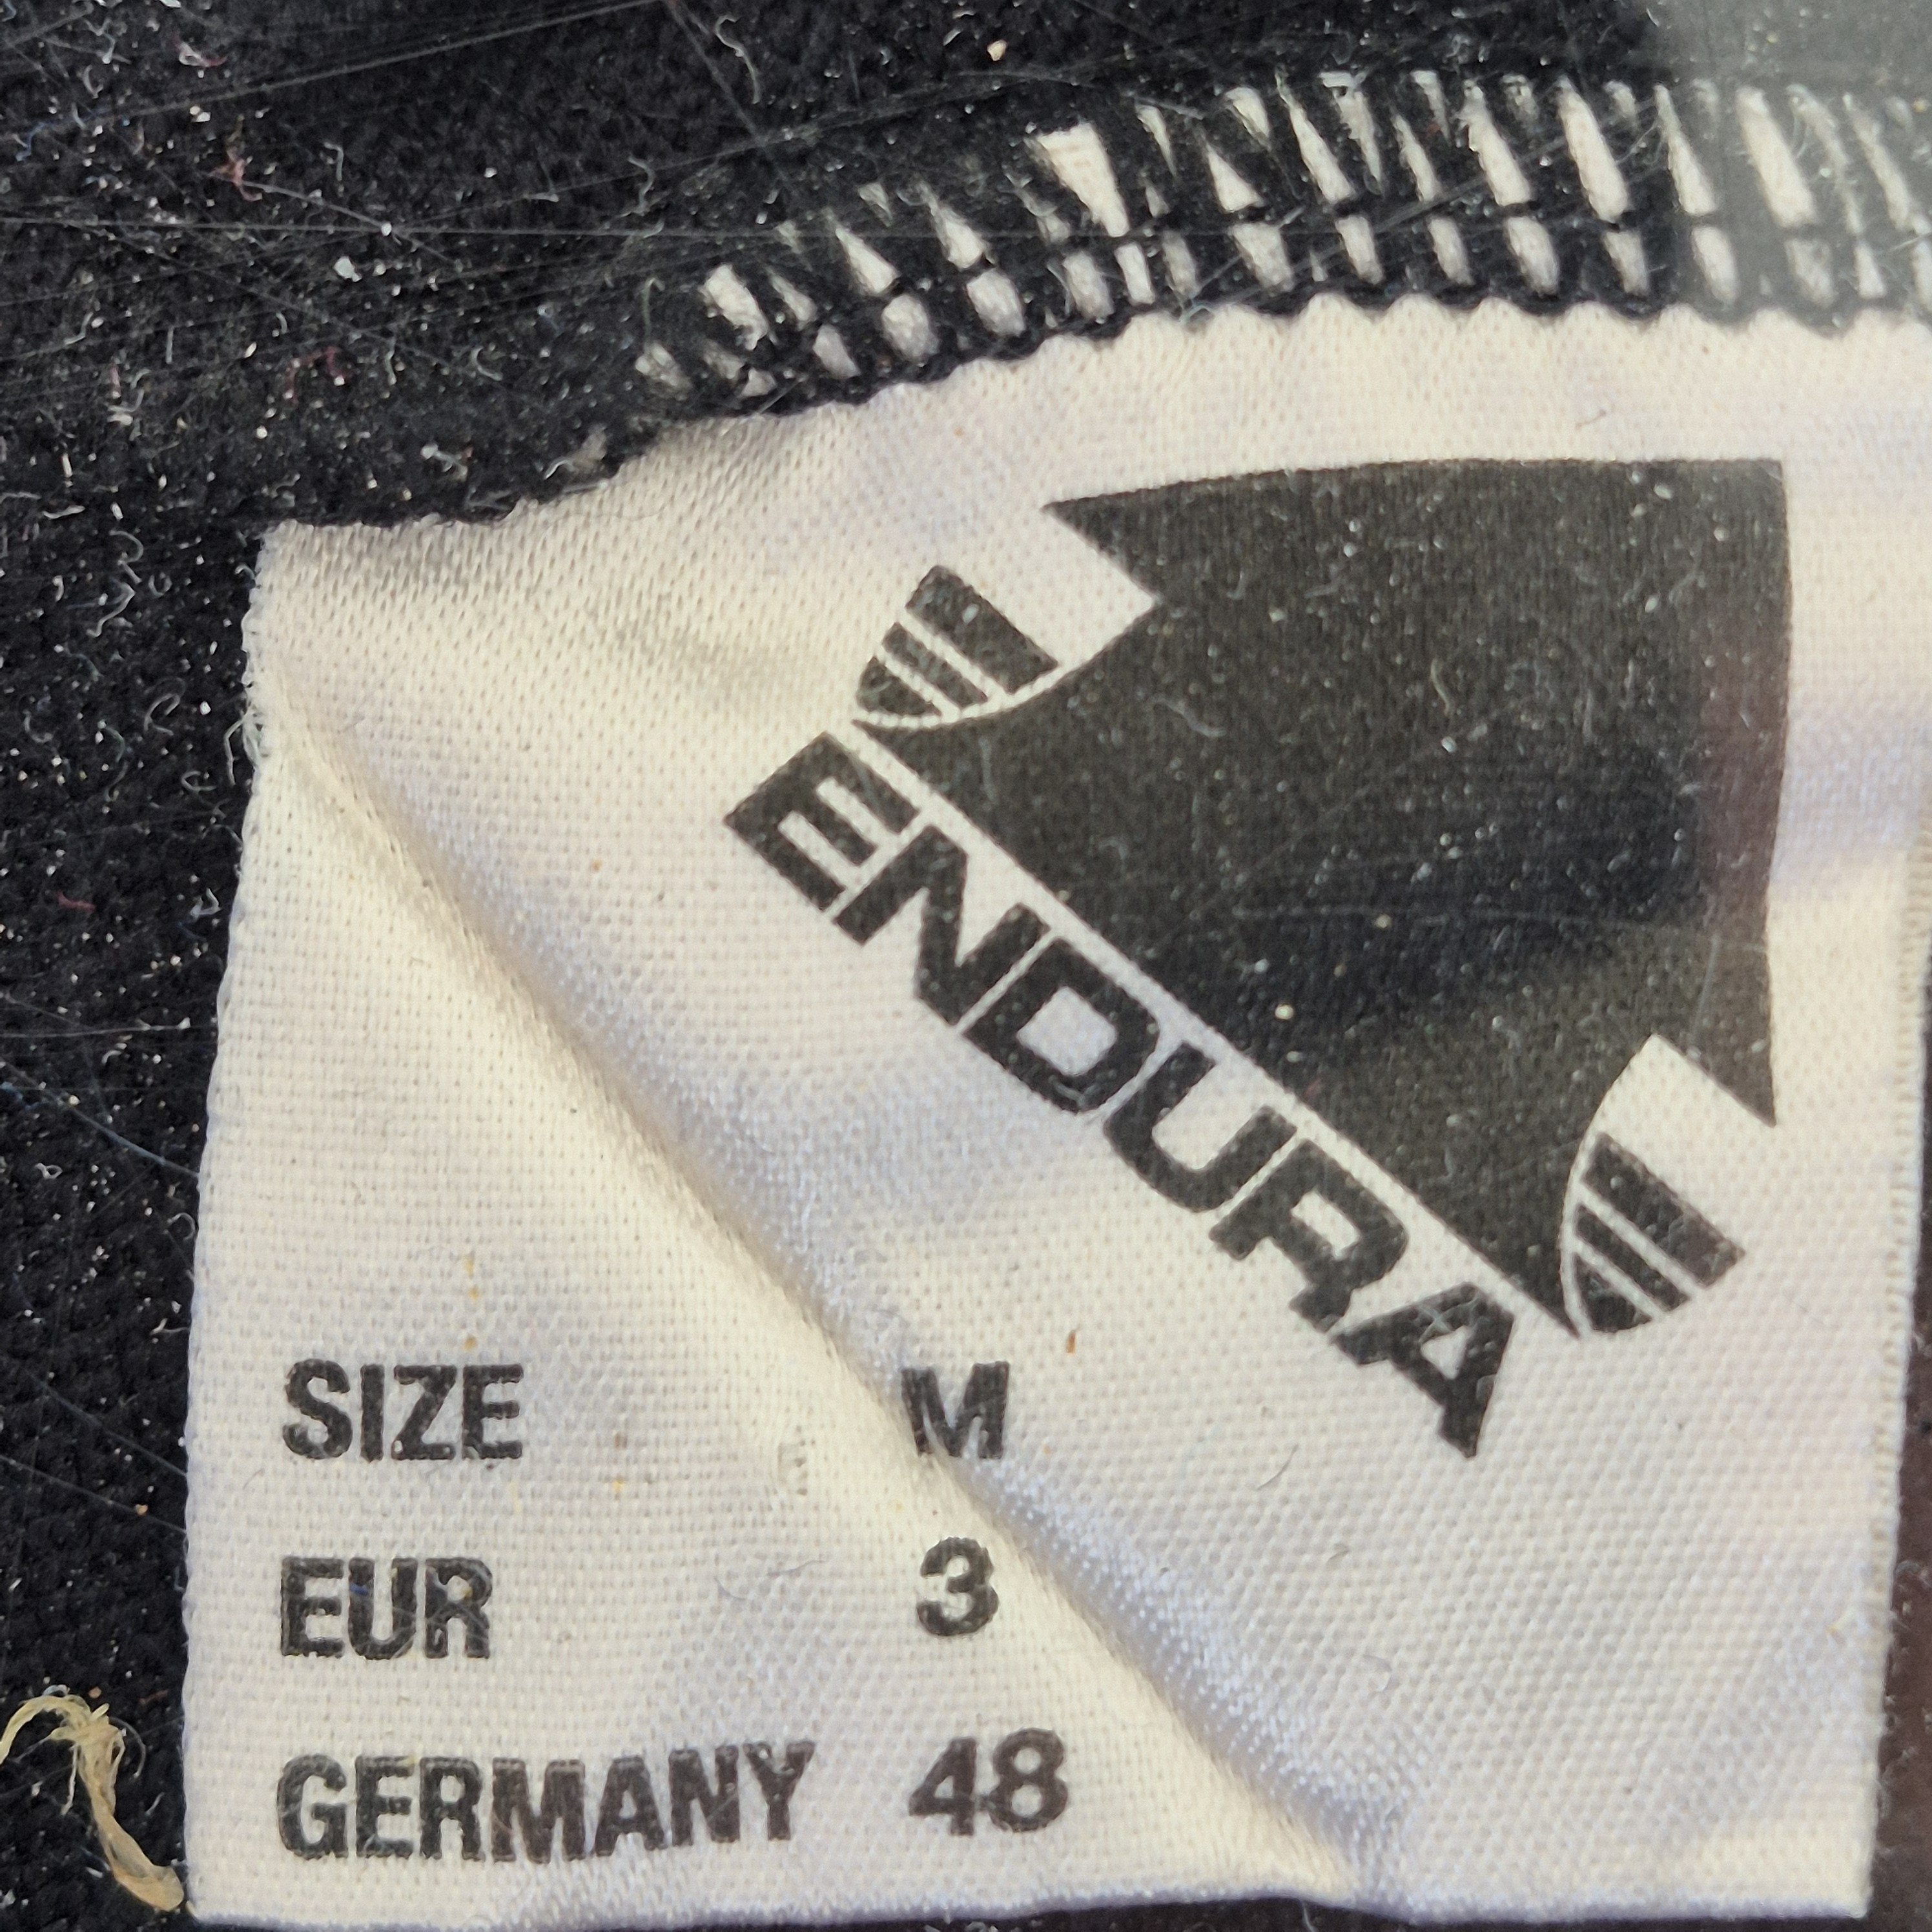 ENDURA
SIZE M
EUR 3
GERMANY 48